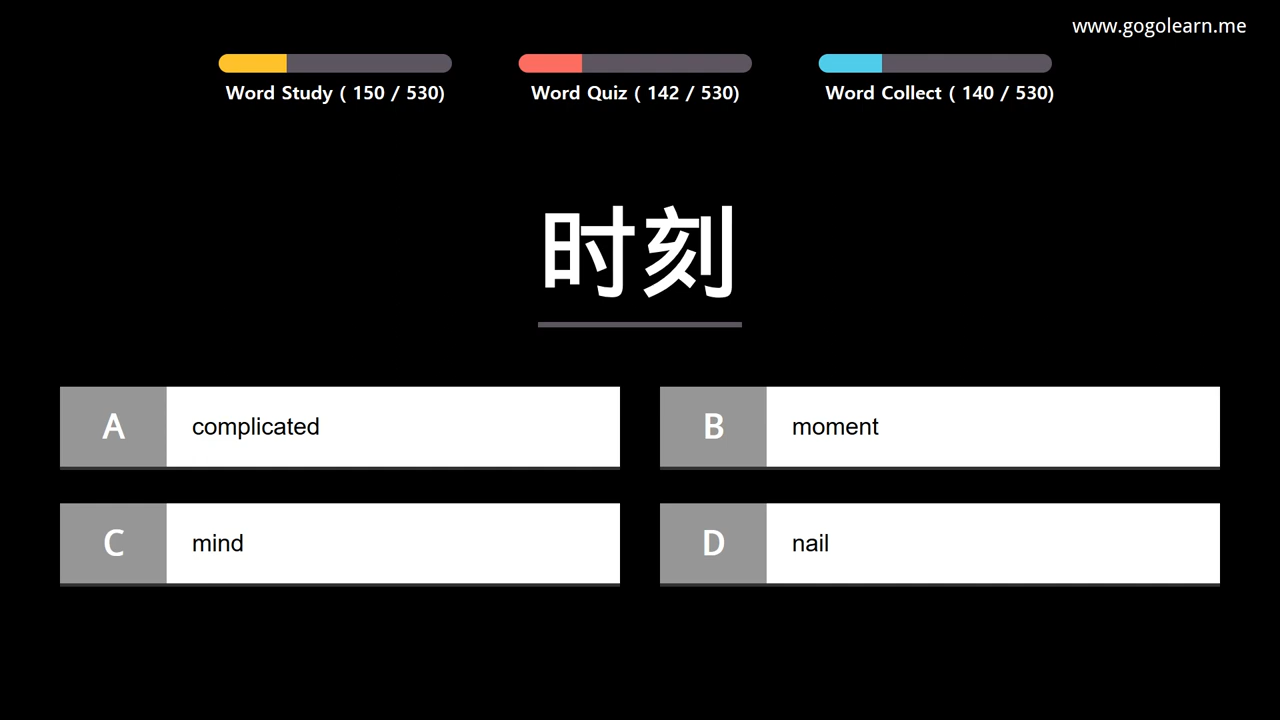 www.gogolearn.me
Word Study ( 150 / 530)
Word Quiz ( 142 / 530)
Word Collect ( 140 / 530)
时刻
A complicated
B moment
C mind
D nail